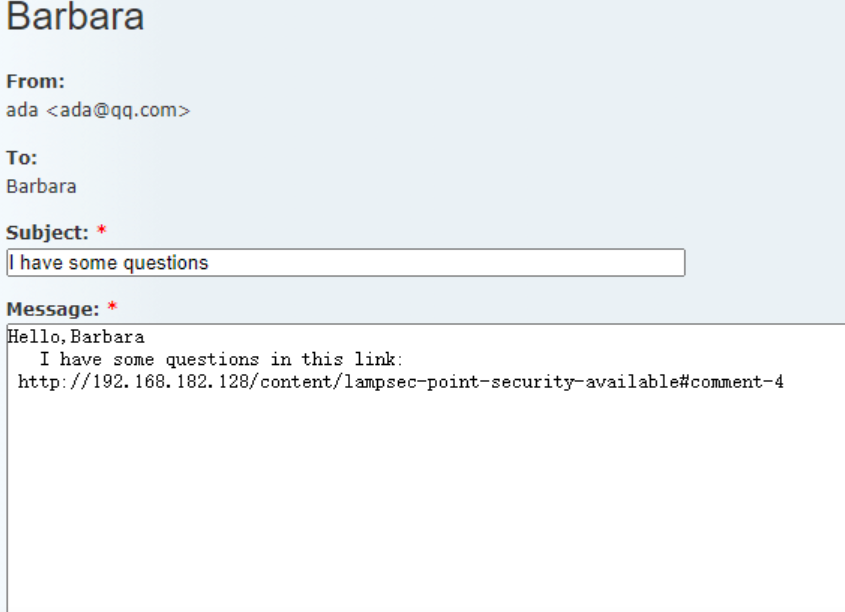 Barbara
From:
ada <ada@qq.com>
To:
Barbara
Subject: *
I have some questions
Message: *
Hello,Barbara
I have some questions in this link:
http://192.168.182.128/content/lampsec-point-security-available#comment-4